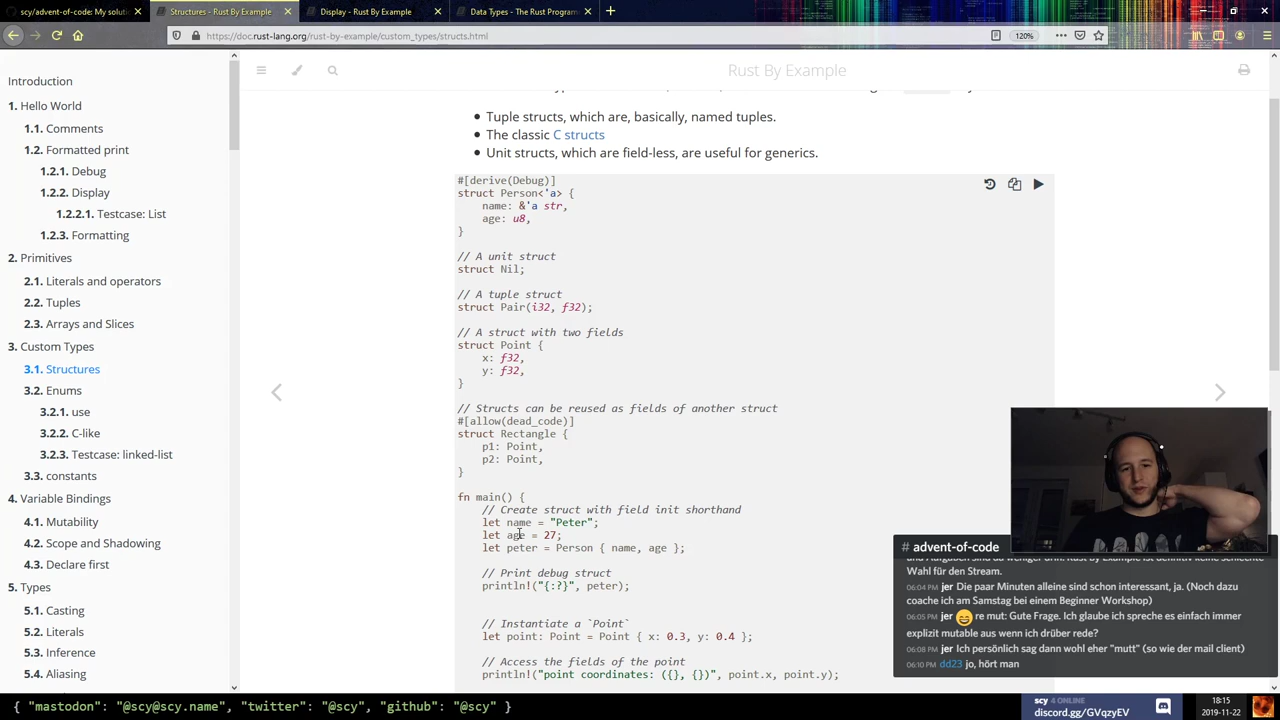 scy/advent-of-code: My soluti
Structures - Rust By Example
Display - Rust By Example
Data Types - The Rust Program
https://doc.rust-lang.org/rust-by-example/custom_types/structs.html
120%
Rust By Example
Introduction
1. Hello World
1.1. Comments
1.2. Formatted print
1.2.1. Debug
1.2.2. Display
1.2.2.1. Testcase: List
1.2.3. Formatting
2. Primitives
2.1. Literals and operators
2.2. Tuples
2.3. Arrays and Slices
3. Custom Types
3.1. Structures
3.2. Enums
3.2.1. use
3.2.2. C-like
3.2.3. Testcase: linked-list
3.3. constants
4. Variable Bindings
4.1. Mutability
4.2. Scope and Shadowing
4.3. Declare first
5. Types
5.1. Casting
5.2. Literals
5.3. Inference
5.4. Aliasing
Tuple structs, which are, basically, named tuples.
The classic C structs
Unit structs, which are field-less, are useful for generics.
#[derive(Debug)]
struct Person<'a> {
name: &'a str,
age: u8,
}
// A unit struct
struct Nil;
// A tuple struct
struct Pair(i32, f32);
// A struct with two fields
struct Point {
x: f32,
y: f32,
}
// Structs can be reused as fields of another struct
#[allow(dead_code)]
struct Rectangle {
p1: Point,
p2: Point,
}
fn main() {
// Create struct with field init shorthand
let name = "Peter";
let age = 27;
let peter = Person { name, age };
// Print debug struct
println!("{:?}", peter);
// Instantiate a `Point`
let point: Point = Point { x: 0.3, y: 0.4 };
// Access the fields of the point
println!("point coordinates: ({}, {})", point.x, point.y);
# advent-of-code
Wahl für den Stream.
06:04 PM jer Die paar Minuten alleine sind schon interessant, ja. (Noch dazu
coache ich am Samstag bei einem Beginner Workshop)
06:05 PM jer re mut: Gute Frage. Ich glaube ich spreche es einfach immer
explizit mutable aus wenn ich drüber rede?
06:08 PM jer Ich persönlich sag dann wohl eher "mutt" (so wie der mail client)
06:10 PM dd23 jo, hört man
{ "mastodon": "@scy@scy.name", "twitter": "@scy", "github": "@scy" }
scy 4 ONLINE
discord.gg/GVqzyEV
18:15
2019-11-22